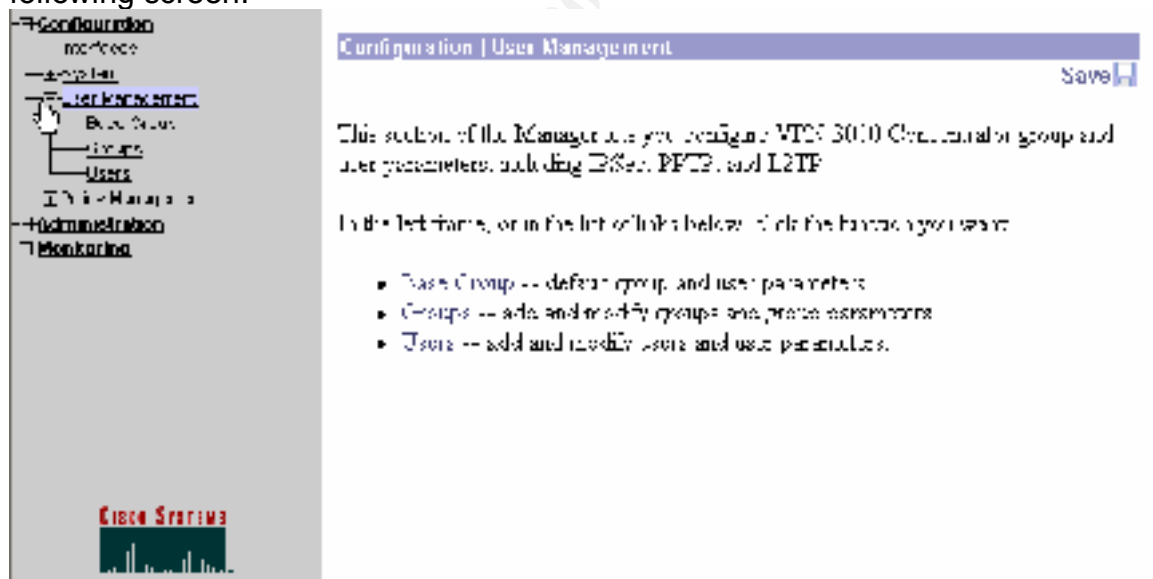 following screen.
Configuration
Interfaces
System
User Management
Base Group
Groups
Users
Policy Management
Administration
Monitoring
CISCO SYSTEMS
Configuration | User Management
Save
This section of the Manager lets you configure VPN 3000 Concentrator group and
user parameters, including IPSec, PPTP, and L2TP
In the left frame, or in the list of links below, click the function you want
Base Group -- default group and user parameters
Groups -- add and modify groups and group parameters
Users -- add and modify users and user parameters.